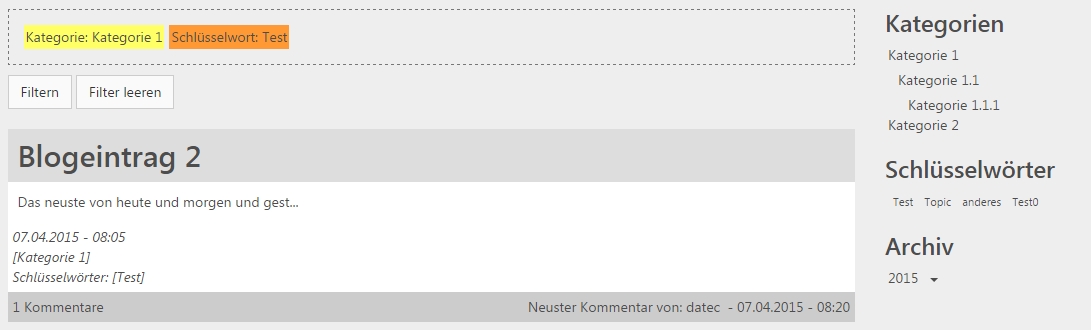 Kategorie: Kategorie 1 Schlüsselwort: Test
Filtern Filter leeren
Blogeintrag 2
Das neuste von heute und morgen und gest...
07.04.2015 - 08:05
[Kategorie 1]
Schlüsselwörter: [Test]
1 Kommentare Neuster Kommentar von: datec - 07.04.2015 - 08:20
Kategorien
Kategorie 1
Kategorie 1.1
Kategorie 1.1.1
Kategorie 2
Schlüsselwörter
Test Topic anderes Test0
Archiv
2015